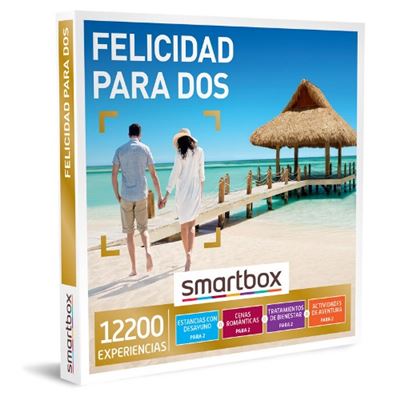 FELICIDAD
PARA DOS
FELICIDAD PARA DOS
smartbox
smartbox
12200
EXPERIENCIAS
ESTANCIAS CON
DESAYUNO
PARA 2
CENAS
ROMÁNTICAS
PARA 2
TRATAMIENTOS
DE BIENESTAR
PARA 2
ACTIVIDADES
DE AVENTURA
PARA 2